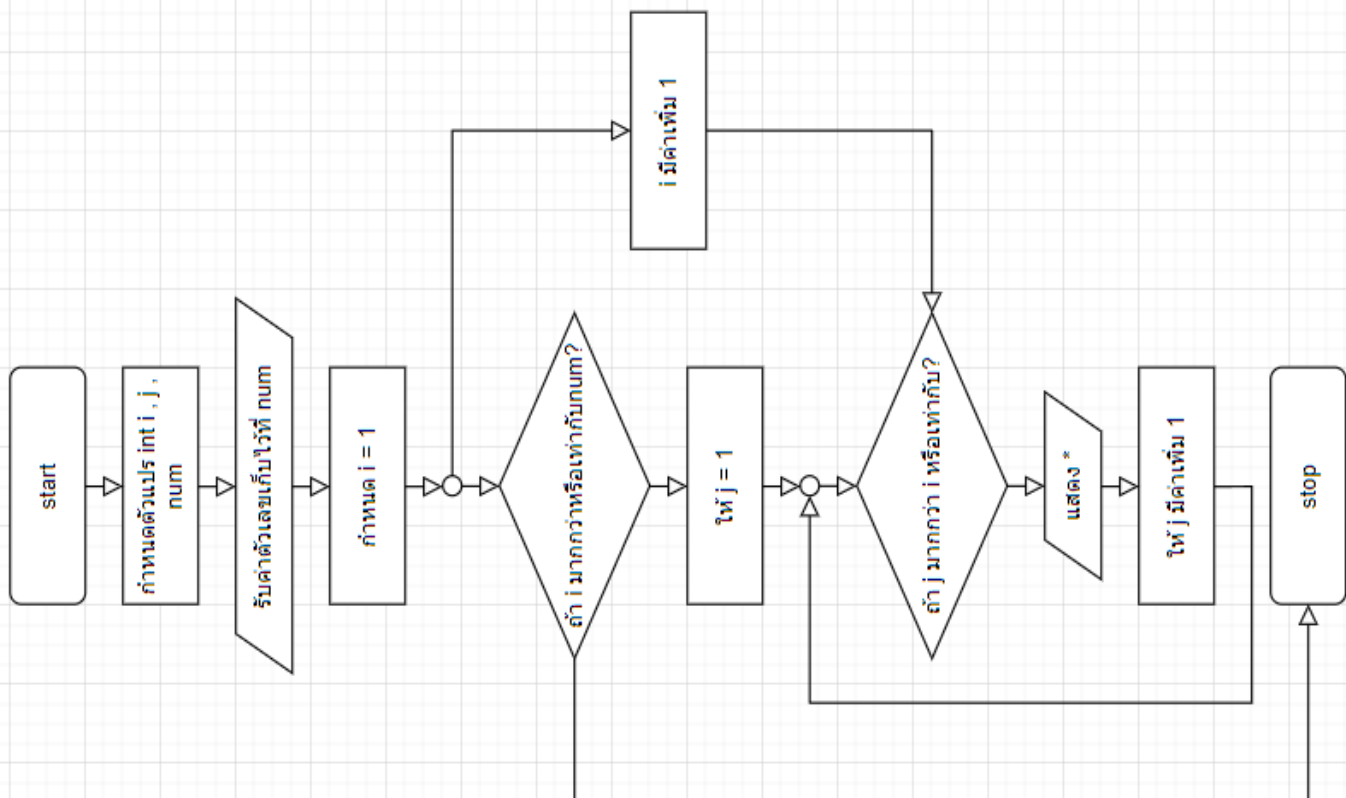 start
กำหนดตัวแปร int i , j ,
num
รับค่าตัวเลขเก็บไว้ที่ num
กำหนด i = 1
ถ้า i มากกว่าหรือเท่ากับnum?
i มีค่าเพิ่ม 1
ให้ j = 1
ถ้า j มากกว่า i หรือเท่ากับ?
แสดง *
ให้ j มีค่าเพิ่ม 1
stop